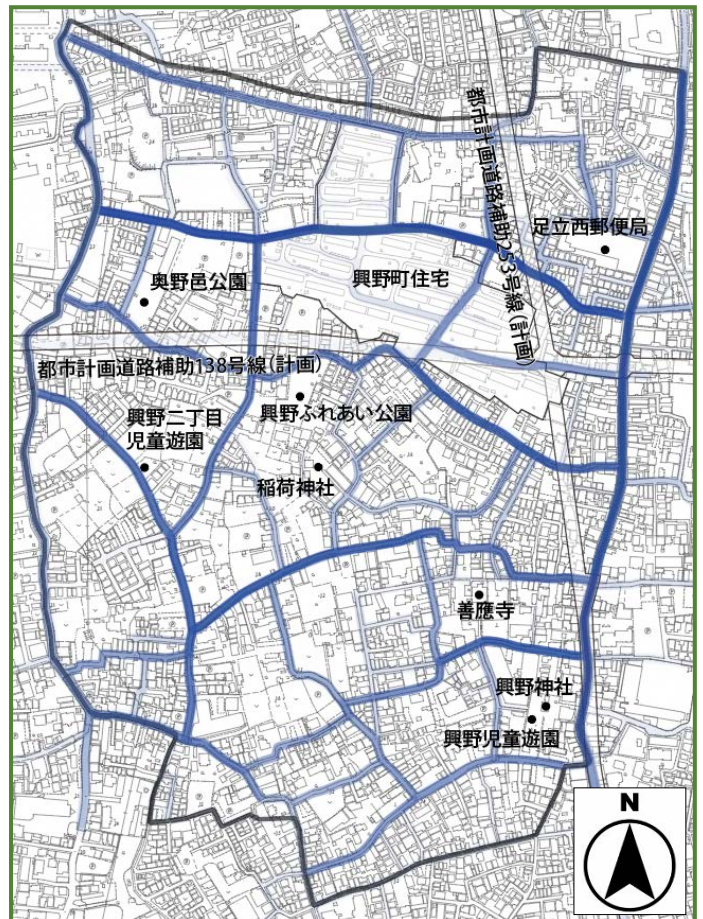 都市計画道路補助253号線(計画)
足立西郵便局
奥野邑公園
興野町住宅
都市計画道路補助138号線(計画)
興野ふれあい公園
興野二丁目
児童遊園
稲荷神社
善應寺
興野神社
興野児童遊園
N